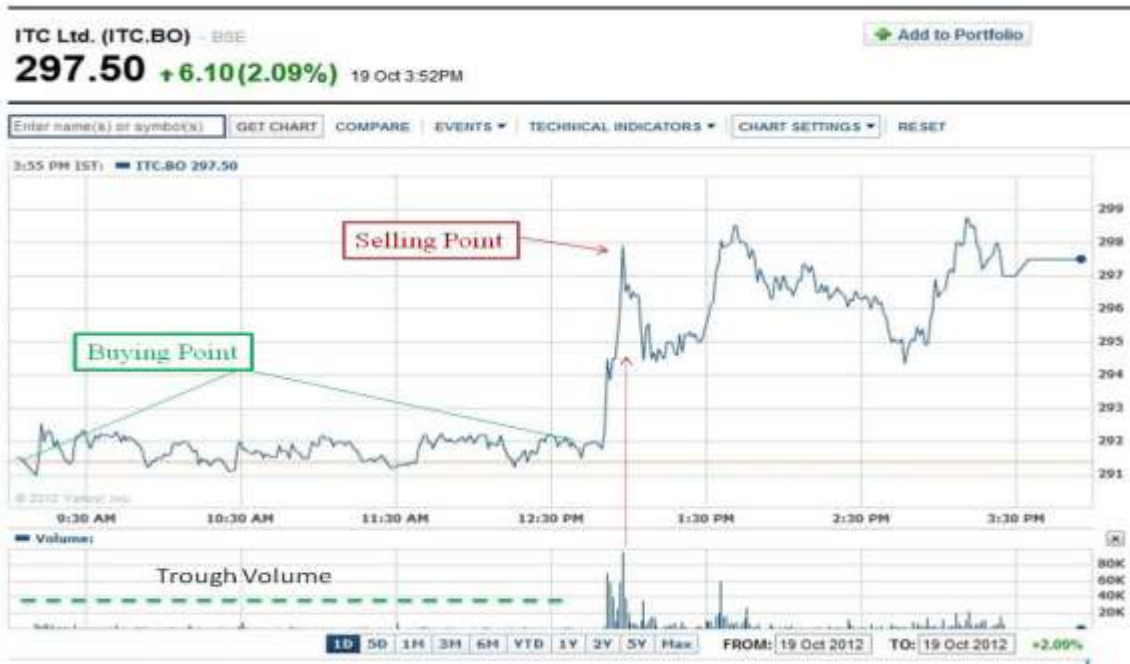 ITC Ltd. (ITC.BO) - BSE
Add to Portfolio
297.50 6.10(2.09%) 19 Oct 3:52PM
Enter name(s) or symbol(s) GET CHART COMPARE EVENTS TECHNICAL INDICATORS CHART SETTINGS RESET
3:55 PM IST: ITC.BO 297.50
299
Selling Point
298
297
296
295
Buying Point
294
293
292
291
© 2012 Yahoo! Inc.
9:30 AM 10:30 AM 11:30 AM 12:30 PM 1:30 PM 2:30 PM 3:30 PM
Volume:
80K
Trough Volume
60K
40K
20K
1D 5D 1M 3M 6M YTD 1Y 2Y 5Y Max FROM: 19 Oct 2012 TO: 19 Oct 2012 +2.09%